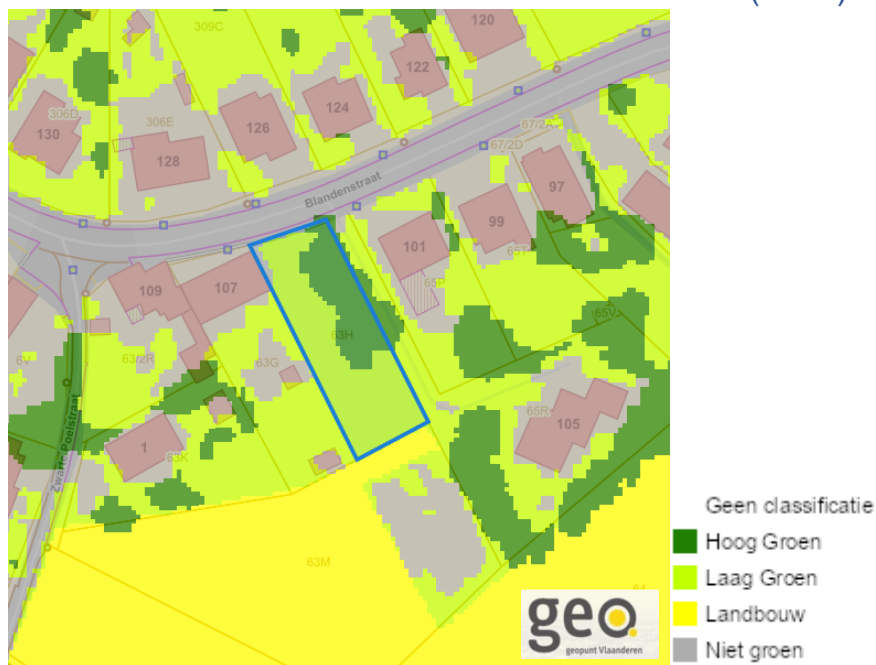 120
309C
122
124
306D
130
126
306E
128
67/2A
67/2D
97
Blandenstraat
99
101
65T
65P
109
107
63H
65V
6V
63/2R
63G
65R
105
1
63K
Zwarte-Poelstraat
63M
64
geo
geopunt Vlaanderen
Geen classificatie
Hoog Groen
Laag Groen
Landbouw
Niet groen